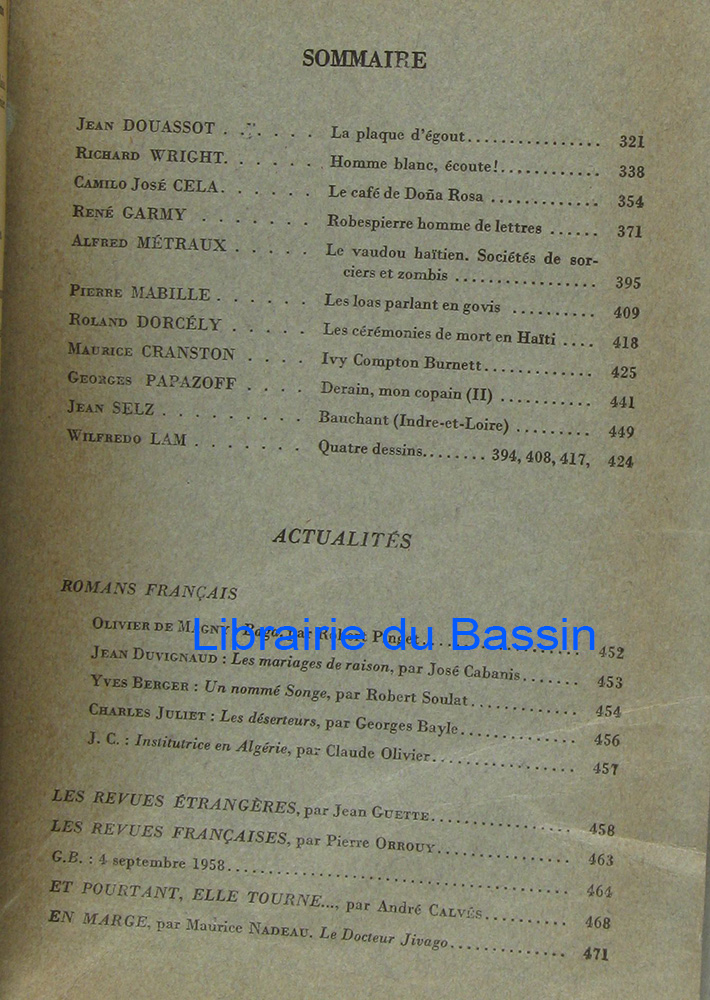 SOMMAIRE
JEAN DOUASSOT . . . . . . La plaque d'égout................ 321
RICHARD WRIGHT. . . . . . Homme blanc, écoute!............ 338
CAMILO JOSÉ CELA. . . . . Le café de Doña Rosa ............. 354
RENÉ GARMY . . . . . . . Robespierre homme de lettres ...... 371
ALFRED MÉTRAUX . . . . . Le vaudou haïtien. Sociétés de sor-
ciers et zombis ................. 395
PIERRE MABILLE . . . . . . Les loas parlant en govis .......... 409
ROLAND DORCÉLY . . . . . Les cérémonies de mort en Haïti .... 418
MAURICE CRANSTON . . . . Ivy Compton Burnett............. 425
GEORGES PAPAZOFF . . . . Derain, mon copain (II) ........... 441
JEAN SELZ . . . . . . . . . Bauchant (Indre-et-Loire) ......... 449
WILFREDO LAM . . . . . . . Quatre dessins........ 394, 408, 417, 424
ACTUALITÉS
ROMANS FRANÇAIS
OLIVIER DE MAGNY : Baga, par Robert Pinget.................... 452
Librairie du Bassin
JEAN DUVIGNAUD : Les mariages de raison, par José Cabanis....... 453
YVES BERGER : Un nommé Songe, par Robert Soulat............. 454
CHARLES JULIET : Les déserteurs, par Georges Bayle.............. 456
J. C. : Institutrice en Algérie, par Claude Olivier................. 457
LES REVUES ÉTRANGÈRES, par Jean GUETTE.................. 458
LES REVUES FRANÇAISES, par Pierre ORROUY................ 463
G.B. : 4 septembre 1958........................................ 464
ET POURTANT, ELLE TOURNE..., par André CALVÉS.......... 468
EN MARGE, par Maurice NADEAU. Le Docteur Jivago............. 471